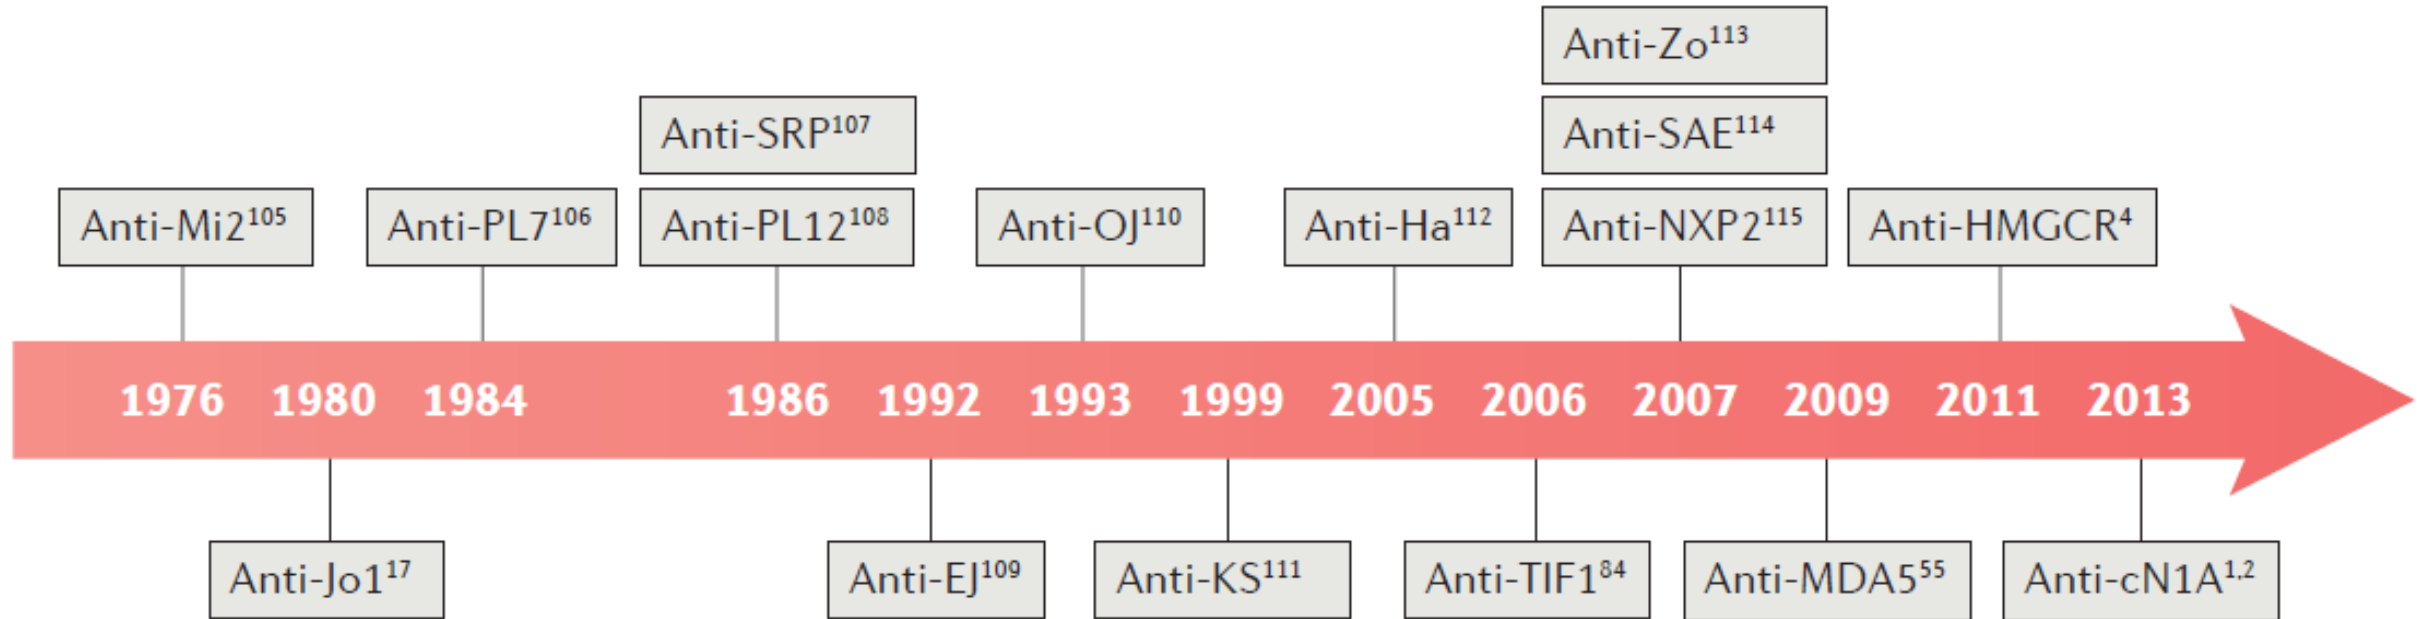 Anti-Zo¹¹³
Anti-SRP¹⁰⁷
Anti-SAE¹¹⁴
Anti-Mi2¹⁰⁵
Anti-PL7¹⁰⁶
Anti-PL12¹⁰⁸
Anti-OJ¹¹⁰
Anti-Ha¹¹²
Anti-NXP2¹¹⁵
Anti-HMGCR⁴
1976 1980 1984 1986 1992 1993 1999 2005 2006 2007 2009 2011 2013
Anti-Jo1¹⁷
Anti-EJ¹⁰⁹
Anti-KS¹¹¹
Anti-TIF1⁸⁴
Anti-MDA5⁵⁵
Anti-cN1A¹,²